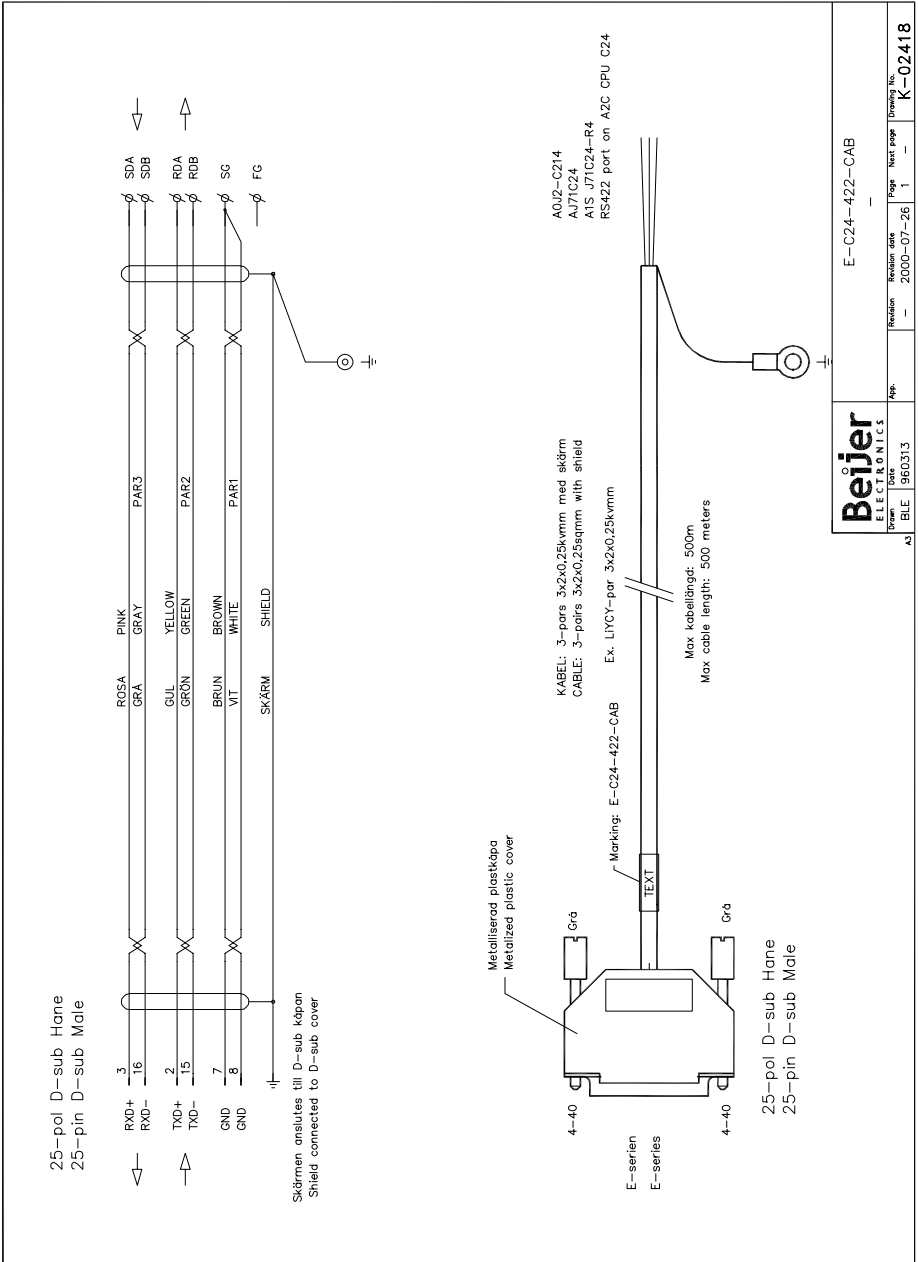 25-pol D-sub Hane
25-pin D-sub Male
RXD+ 3
RXD- 16
TXD+ 2
TXD- 15
GND 7
GND 8
ROSA PINK
GRÅ GRAY PAR3
GUL YELLOW
GRÖN GREEN PAR2
BRUN BROWN
VIT WHITE PAR1
SKÄRM SHIELD
SDA
SDB
RDA
RDB
SG
FG
Skärmen anslutes till D-sub kåpan
Shield connected to D-sub cover
Metalliserad plastkåpa
Metalized plastic cover
Marking: E-C24-422-CAB
TEXT
KABEL: 3-pars 3x2x0,25kvmm med skärm
CABLE: 3-pairs 3x2x0,25sqmm with shield
Ex. LiYCY-par 3x2x0,25kvmm
A0J2-C214
AJ71C24
A1S J71C24-R4
RS422 port on A2C CPU C24
4-40
Grå
E-serien
E-series
4-40
Grå
Max kabellängd: 500m
Max cable length: 500 meters
25-pol D-sub Hane
25-pin D-sub Male
Beijer
ELECTRONICS
E-C24-422-CAB
-
Drawn Date App. Revision Revision date Page Next page Drawing No.
BLE 960313 - 2000-07-26 1 - K-02418
A3